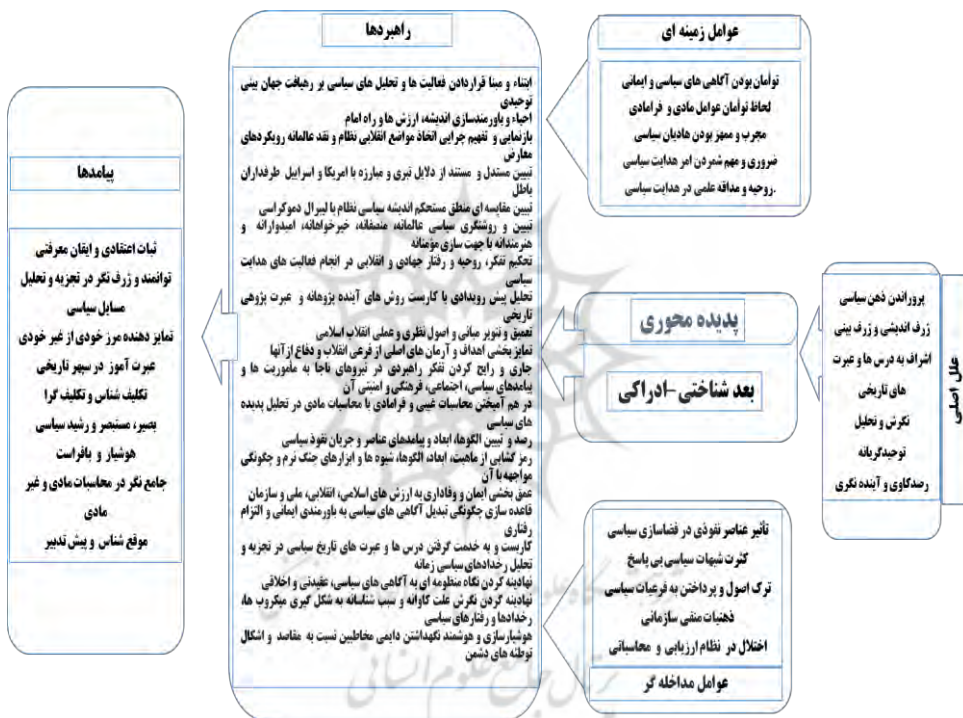 علل اصلی
پروراندن ذهن سیاسی
ژرف اندیشی و ژرف بینی
اشراف به درس ها و عبرت
های تاریخی
نگرش و تحلیل
توحیدگریانه
رصدکاوی و آینده نگری
عوامل زمینه ای
توأمان بودن آگاهی های سیاسی و ایمانی
لحاظ توأمان عوامل مادی و فرامادی
مجرب و ممهز بودن هادیان سیاسی
ضروری و مهم شمردن امر هدایت سیاسی
روحیه و مداقه علمی در هدایت سیاسی.
پدیده محوری
بعد شناختی-ادراکی
تأثیر عناصر نفوذی در فضاسازی سیاسی
کثرت شبهات سیاسی بی پاسخ
ترک اصول و پرداختن به فرعیات سیاسی
ذهنیات منفی سازمانی
اختلال در نظام ارزیابی و محاسباتی
عوامل مداخله گر
راهبردها
ابتناء و مبنا قراردادن فعالیت ها و تحلیل های سیاسی بر رهیافت جهان بینی
توحیدی
احیاء و باورمندسازی اندیشه، ارزش ها و راه امام
بازنمایی و تفهیم چرایی اتخاذ مواضع انقلابی نظام و نقد عالمانه رویکردهای
معارض
تبیین مستدل و مستند از دلایل تبری و مبارزه با امریکا و اسراییل طرفداران
باطل
تبیین مقایسه ای منطق مستحکم اندیشه سیاسی نظام با لیبرال دموکراسی
تبیین و روشنگری سیاسی عالمانه، منصفانه، خیرخواهانه، امیدوارانه و
هنرمندانه با جهت سازی مؤمنانه
تحکیم تفکر، روحیه و رفتار جهادی و انقلابی در انجام فعالیت های هدایت
سیاسی
تحلیل پیش رویدادی با کاربست روش های آینده پژوهانه و عبرت پژوهی
تاریخی
تعمیق و تنویر مبانی و اصول نظری و عملی انقلاب اسلامی
تمایزبخشی اهداف و آرمان های اصلی از فرعی انقلاب و دفاع ازآنها
جاری و رایج کردن تفکر راهبردی در نیروهای ناجا به مأموریت ها و
پیامدهای سیاسی، اجتماعی، فرهنگی و امنیتی آن
در هم آمیختن محاسبات غیبی و فرامادی با محاسبات مادی در تحلیل پدیده
های سیاسی
رصد و تبیین الگوها، ابعاد و پیامدهای عناصر و جریان نفوذ سیاسی
رمز گشایی از ماهیت، ابعاد، الگوها، شیوه ها و ابزارهای جنگ نرم و چگونگی
مواجهه با آن
عمق بخشی ایمان و وفاداری به ارزش های اسلامی، انقلابی، ملی و سازمان
قاعده سازی چگونگی تبدیل آگاهی های سیاسی به باورمندی ایمانی و التزام
رفتاری
کاربست و به خدمت گرفتن درس ها و عبرت های تاریخ سیاسی در تجزیه و
تحلیل رخدادهای سیاسی زمانه
نهادینه کردن نگاه منظومه ای به آگاهی های سیاسی، عقیدتی و اخلاقی
نهادینه کردن نگرش علت کاوانه و سبب شناسانه به شکل گیری میکروب ها،
رخدادها و رفتارهای سیاسی
هوشیارسازی و هوشمند نگهداشتن دایمی مخاطبین نسبت به مقاصد و اشکال
توطئه های دشمن
پیامدها
ثبات اعتقادی و ایقان معرفتی
توانمند و ژرف نگر در تجزیه و تحلیل
مسایل سیاسی
تمایز دهنده مرز خودی از غیر خودی
عبرت آموز در سپهر تاریخی
تکلیف شناس و تکلیف گرا
بصیر، مستبصر و رشید سیاسی
هوشیار و بافراست
جامع نگر در محاسبات مادی و غیر
مادی
موقع شناس و پیش تدبیر
پرتال جامع علوم انسانی